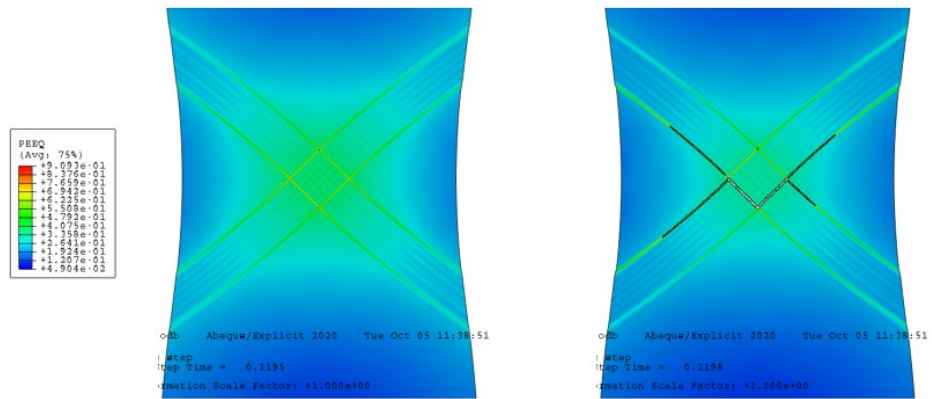 PEEQ
(Avg: 75%)
+9.093e-01
+8.376e-01
+7.659e-01
+6.942e-01
+6.225e-01
+5.508e-01
+4.792e-01
+4.075e-01
+3.358e-01
+2.641e-01
+1.924e-01
+1.207e-01
+4.904e-02
odb Abaqus/Explicit 2020 Tue Oct 05 11:38:51
step
tep Time = 0.1195
rmation Scale Factor: +1.000e+00
odb Abaqus/Explicit 2020 Tue Oct 05 11:38:51
step
tep Time = 0.1198
rmation Scale Factor: +1.000e+00